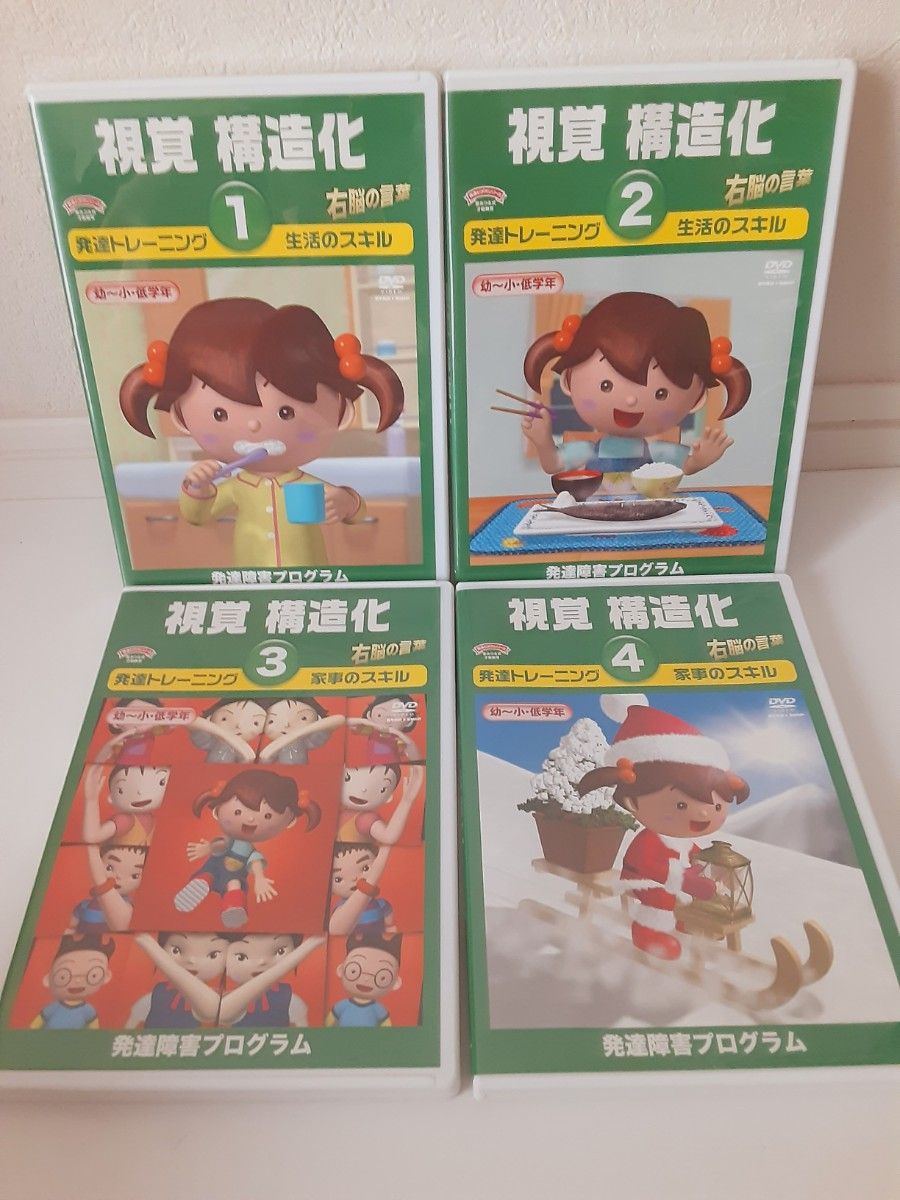 視覚 構造化
1
右脳の言葉
発達トレーニング
生活のスキル
幼〜小・低学年
DVD
VIDEO
発達障害プログラム
視覚 構造化
2
右脳の言葉
発達トレーニング
生活のスキル
幼〜小・低学年
DVD
発達障害プログラム
視覚 構造化
3
右脳の言葉
発達トレーニング
家事のスキル
幼〜小・低学年
DVD
発達障害プログラム
視覚 構造化
4
右脳の言葉
発達トレーニング
家事のスキル
幼〜小・低学年
DVD
発達障害プログラム